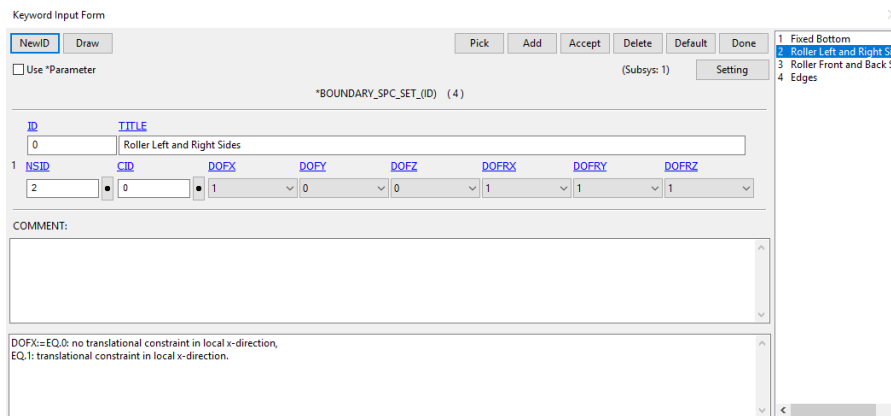 Keyword Input Form
NewID Draw Pick Add Accept Delete Default Done
Use *Parameter (Subsys: 1) Setting
*BOUNDARY_SPC_SET_(ID) (4)
ID TITLE
0 Roller Left and Right Sides
1 NSID CID DOFX DOFY DOFZ DOFRX DOFRY DOFRZ
2 0 1 0 0 1 1 1
COMMENT:
DOFX:=EQ.0: no translational constraint in local x-direction,
EQ.1: translational constraint in local x-direction.
1 Fixed Bottom
2 Roller Left and Right Si
3 Roller Front and Back S
4 Edges